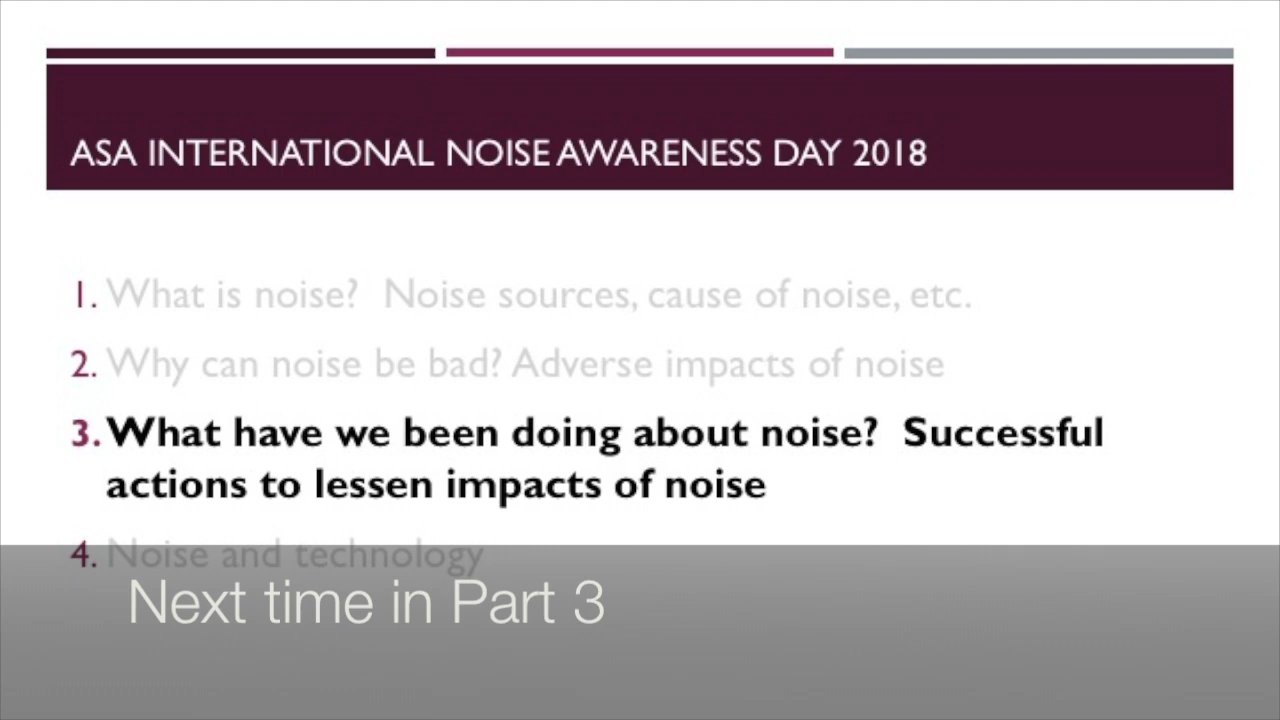 ASA INTERNATIONAL NOISE AWARENESS DAY 2018
1. What is noise? Noise sources, cause of noise, etc.
2. Why can noise be bad? Adverse impacts of noise
3. What have we been doing about noise? Successful
actions to lessen impacts of noise
4. Noise and technology
Next time in Part 3